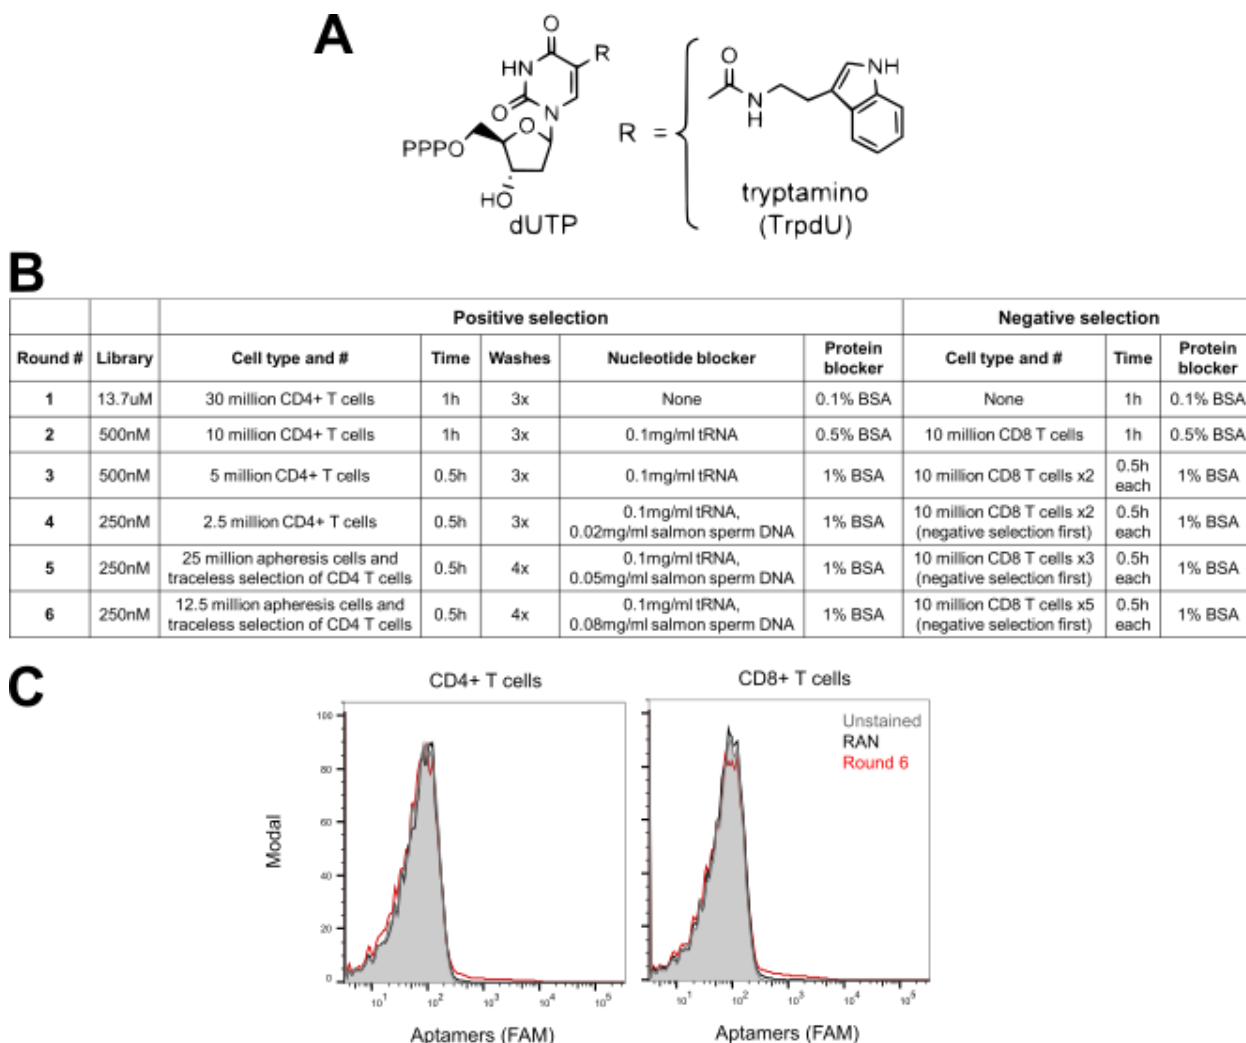 A
O
R
HN
O
N
O
PPPO
HO
dUTP
R =
O
N
H
NH
tryptamino
(TrpdU)
B
Positive selection Negative selection
Round # Library Cell type and # Time Washes Nucleotide blocker Protein blocker Cell type and # Time Protein blocker
1 13.7uM 30 million CD4+ T cells 1h 3x None 0.1% BSA None 1h 0.1% BSA
2 500nM 10 million CD4+ T cells 1h 3x 0.1mg/ml tRNA 0.5% BSA 10 million CD8 T cells 1h 0.5% BSA
3 500nM 5 million CD4+ T cells 0.5h 3x 0.1mg/ml tRNA 1% BSA 10 million CD8 T cells x2 0.5h each 1% BSA
4 250nM 2.5 million CD4+ T cells 0.5h 3x 0.1mg/ml tRNA, 0.02mg/ml salmon sperm DNA 1% BSA 10 million CD8 T cells x2 (negative selection first) 0.5h each 1% BSA
5 250nM 25 million apheresis cells and traceless selection of CD4 T cells 0.5h 4x 0.1mg/ml tRNA, 0.05mg/ml salmon sperm DNA 1% BSA 10 million CD8 T cells x3 (negative selection first) 0.5h each 1% BSA
6 250nM 12.5 million apheresis cells and traceless selection of CD4 T cells 0.5h 4x 0.1mg/ml tRNA, 0.08mg/ml salmon sperm DNA 1% BSA 10 million CD8 T cells x5 (negative selection first) 0.5h each 1% BSA
C
CD4+ T cells
CD8+ T cells
Unstained
RAN
Round 6
Modal
100
80
60
40
20
0
10¹ 10² 10³ 10⁴ 10⁵
10¹ 10² 10³ 10⁴ 10⁵
Aptamers (FAM)
Aptamers (FAM)